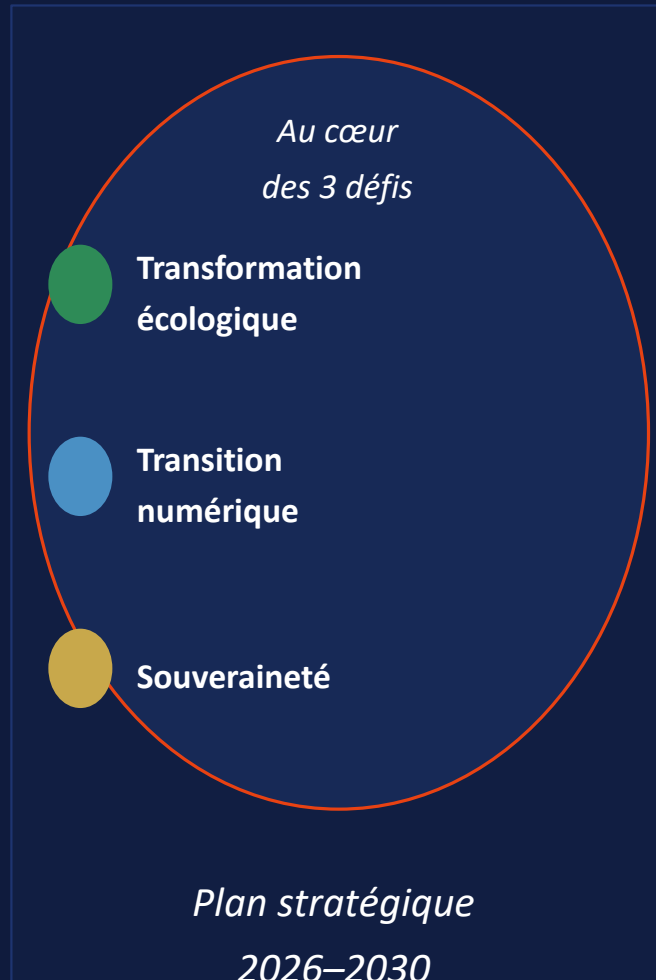 Au cœur
des 3 défis
Transformation
écologique
Transition
numérique
Souveraineté
Plan stratégique
2026–2030